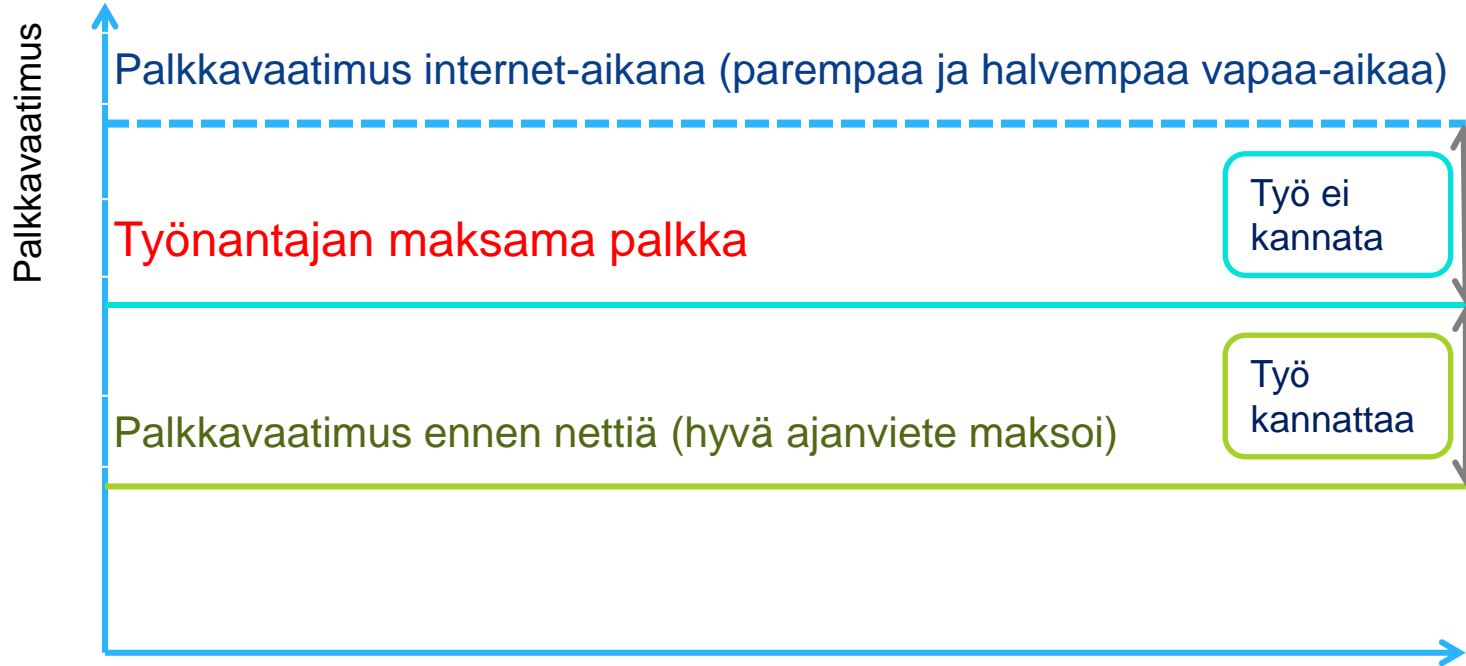 Palkkavaatimus
Palkkavaatimus internet-aikana (parempaa ja halvempaa vapaa-aikaa)
Työ ei
kannata
Työnantajan maksama palkka
Työ
kannattaa
Palkkavaatimus ennen nettiä (hyvä ajanviete maksoi)